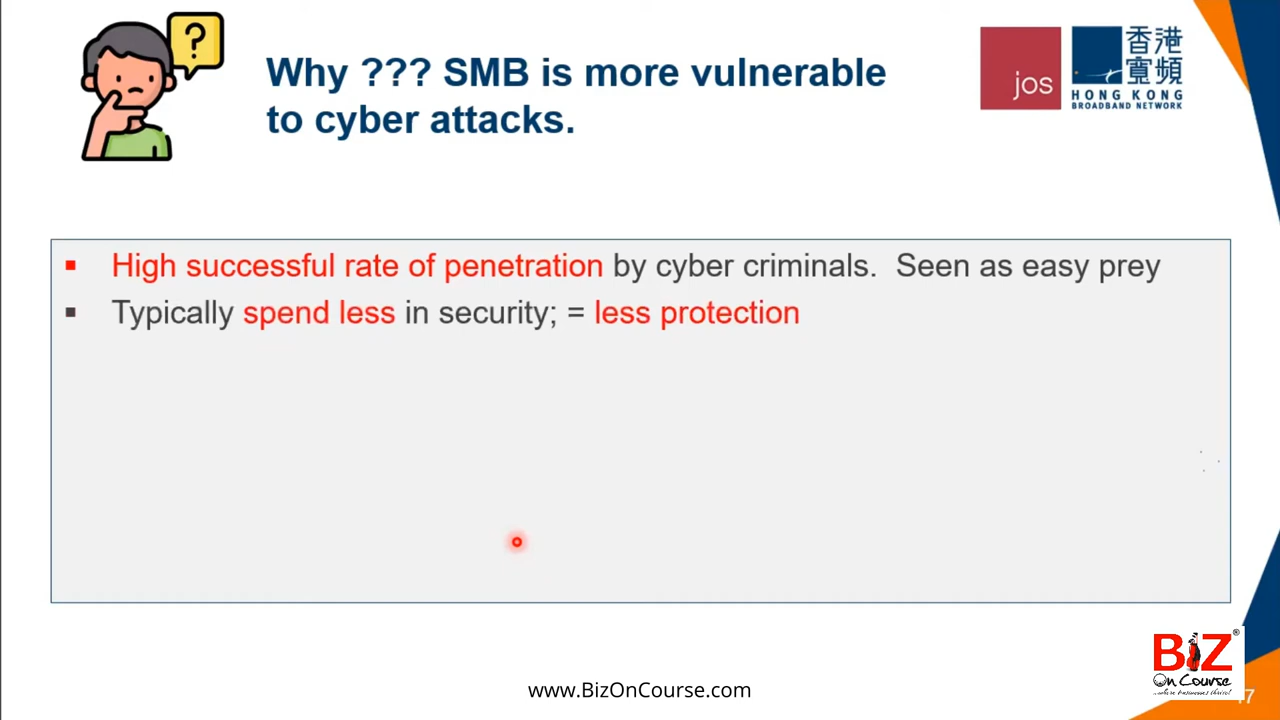 ?
Why ??? SMB is more vulnerable
to cyber attacks.
jos
香港
寬頻
HONG KONG
BROADBAND NETWORK
▪ High successful rate of penetration by cyber criminals.  Seen as easy prey
▪ Typically spend less in security; = less protection
BiZ®
On Course
www.BizOnCourse.com